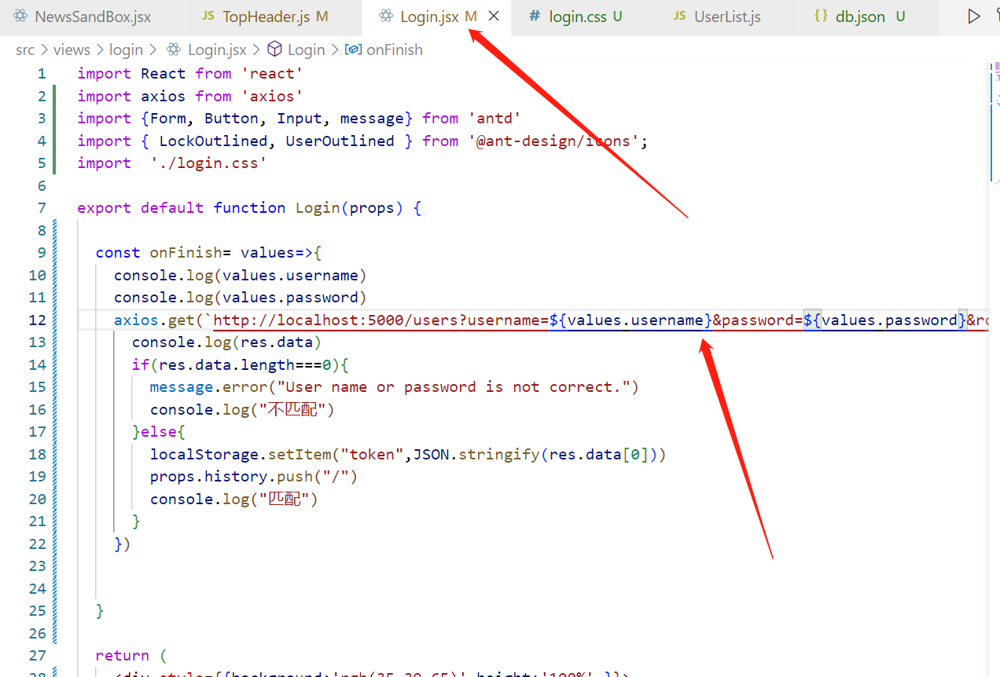 NewsSandBox.jsx JS TopHeader.js M Login.jsx M # login.css U JS UserList.js {} db.json U
src > views > login > Login.jsx > Login > onFinish
1 import React from 'react'
2 import axios from 'axios'
3 import {Form, Button, Input, message} from 'antd'
4 import { LockOutlined, UserOutlined } from '@ant-design/icons';
5 import  './login.css'
6
7 export default function Login(props) {
8
9 const onFinish= values=>{
10 console.log(values.username)
11 console.log(values.password)
12 axios.get(`http://localhost:5000/users?username=${values.username}&password=${values.password}&ro
13 console.log(res.data)
14 if(res.data.length===0){
15 message.error("User name or password is not correct.")
16 console.log("不匹配")
17 }else{
18 localStorage.setItem("token",JSON.stringify(res.data[0]))
19 props.history.push("/")
20 console.log("匹配")
21 }
22 })
23
24
25 }
26
27 return (
28 <div style={{background:'rgb(35,39,65)',height:'100%' }}>